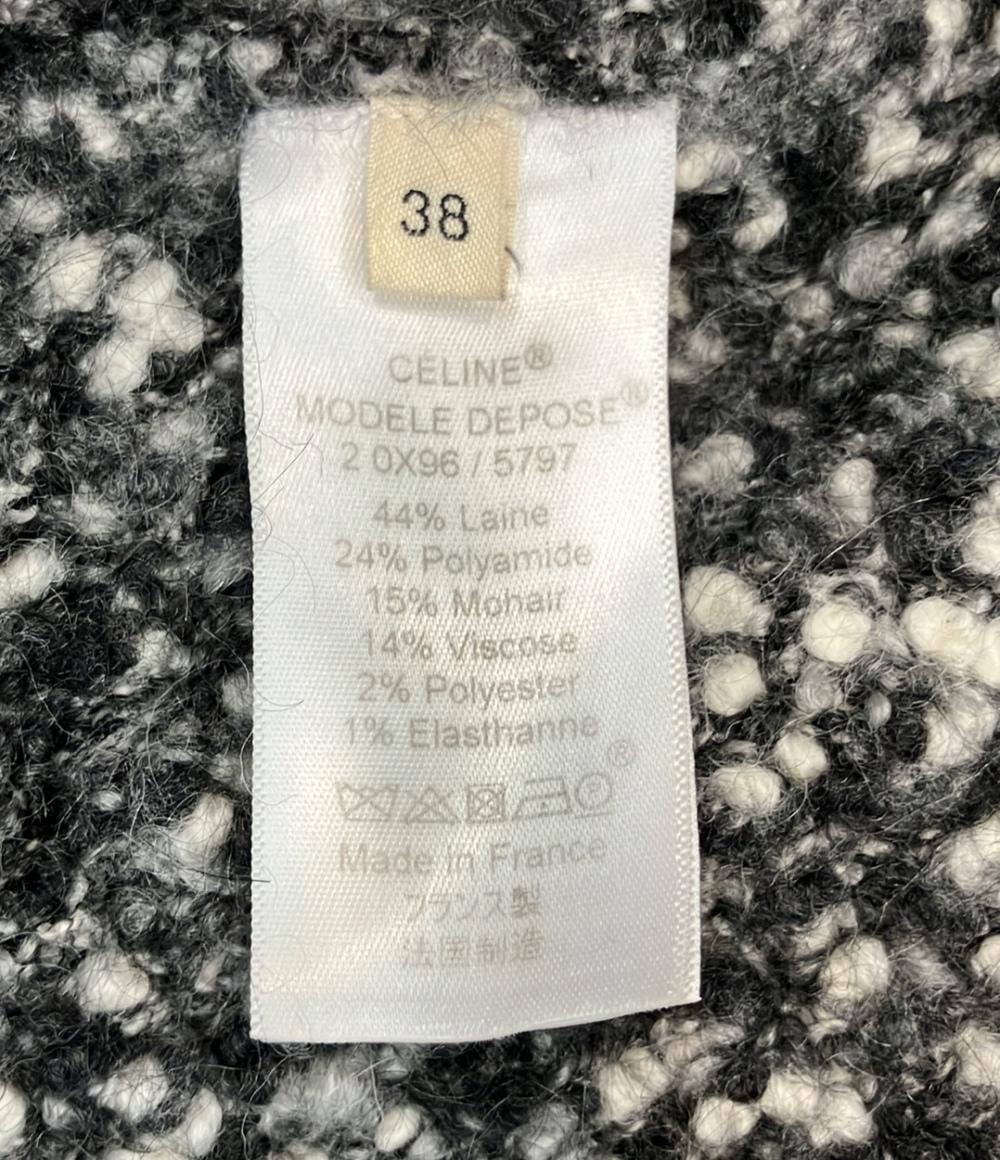 38
CÉLINE®
MODELE DEPOSE®
2 0X96 / 5797
44% Laine
24% Polyamide
15% Mohair
14% Viscose
2% Polyester
1% Elasthanne
®
Made in France
フランス製
法国制造